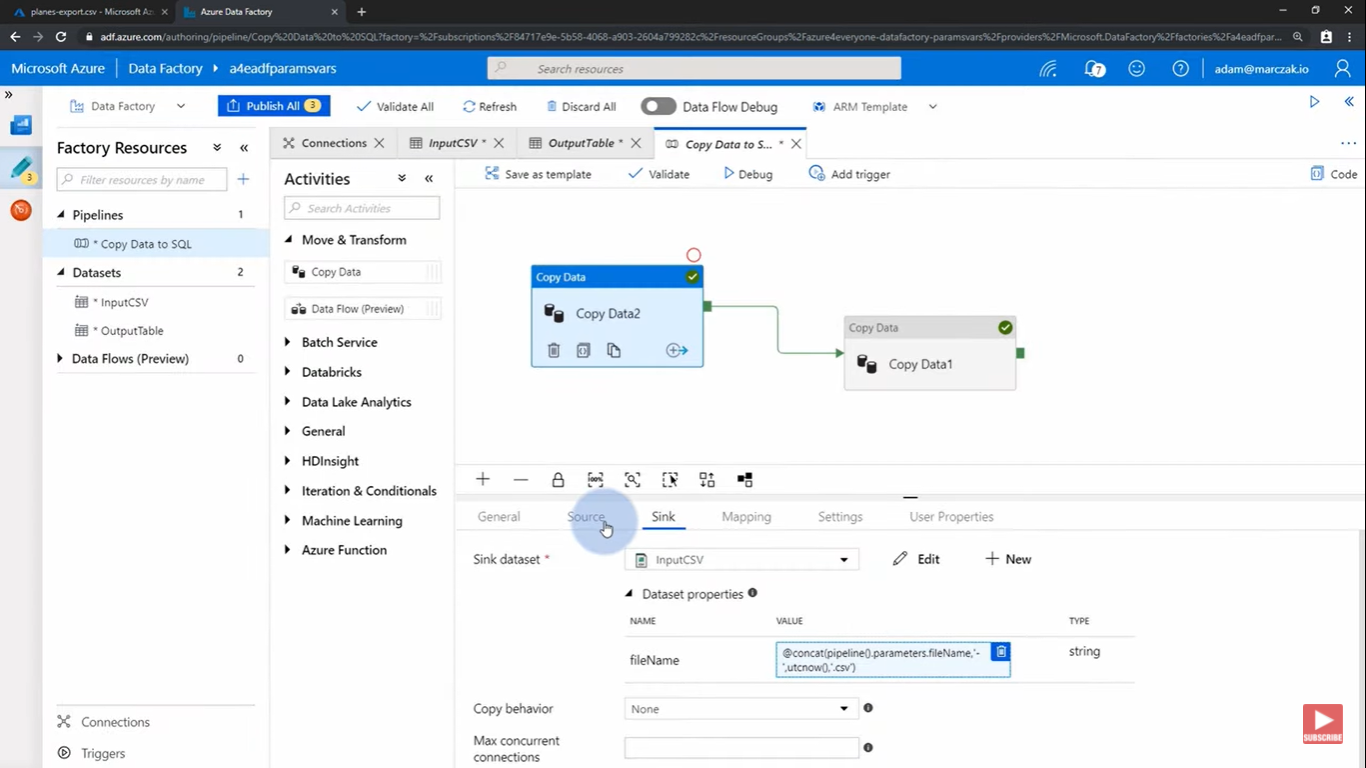 planes-export.csv - Microsoft Az
Azure Data Factory
adf.azure.com/authoring/pipeline/Copy%20Data%20to%20SQL?factory=%2Fsubscriptions%2F84717e9e-5b58-4068-a903-2604a799282c%2FresourceGroups%2Fazure4everyone-datafactory-paramsvars%2Fproviders%2FMicrosoft.DataFactory%2Ffactories%2Fa4eadfpar...
Microsoft Azure
Data Factory
a4eadfparamsvars
Search resources
7
adam@marczak.io
Data Factory
Publish All 3
Validate All
Refresh
Discard All
Data Flow Debug
ARM Template
3
Factory Resources
Filter resources by name
Pipelines 1
* Copy Data to SQL
Datasets 2
* InputCSV
* OutputTable
Data Flows (Preview) 0
Connections
Triggers
Connections
InputCSV *
OutputTable *
Copy Data to S... *
Activities
Search Activities
Move & Transform
Copy Data
Data Flow (Preview)
Batch Service
Databricks
Data Lake Analytics
General
HDInsight
Iteration & Conditionals
Machine Learning
Azure Function
Save as template
Validate
Debug
Add trigger
Code
Copy Data
Copy Data2
Copy Data
Copy Data1
100%
General
Source
Sink
Mapping
Settings
User Properties
Sink dataset *
InputCSV
Edit
New
Dataset properties
NAME VALUE TYPE
fileName
@concat(pipeline().parameters.fileName,'-
',utcnow(),'.csv')
string
Copy behavior
None
Max concurrent
connections
SUBSCRIBE